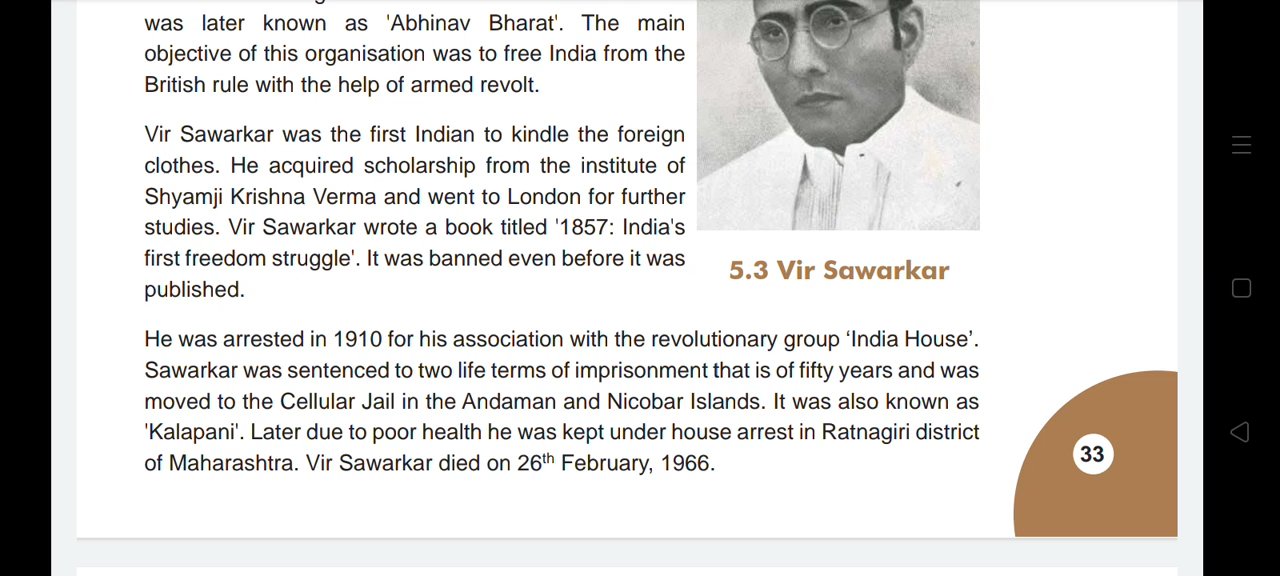 was later known as 'Abhinav Bharat'. The main
objective of this organisation was to free India from the
British rule with the help of armed revolt.
Vir Sawarkar was the first Indian to kindle the foreign
clothes. He acquired scholarship from the institute of
Shyamji Krishna Verma and went to London for further
studies. Vir Sawarkar wrote a book titled '1857: India's
first freedom struggle'. It was banned even before it was
published.
5.3 Vir Sawarkar
He was arrested in 1910 for his association with the revolutionary group ‘India House’.
Sawarkar was sentenced to two life terms of imprisonment that is of fifty years and was
moved to the Cellular Jail in the Andaman and Nicobar Islands. It was also known as
'Kalapani'. Later due to poor health he was kept under house arrest in Ratnagiri district
of Maharashtra. Vir Sawarkar died on 26th February, 1966.
33